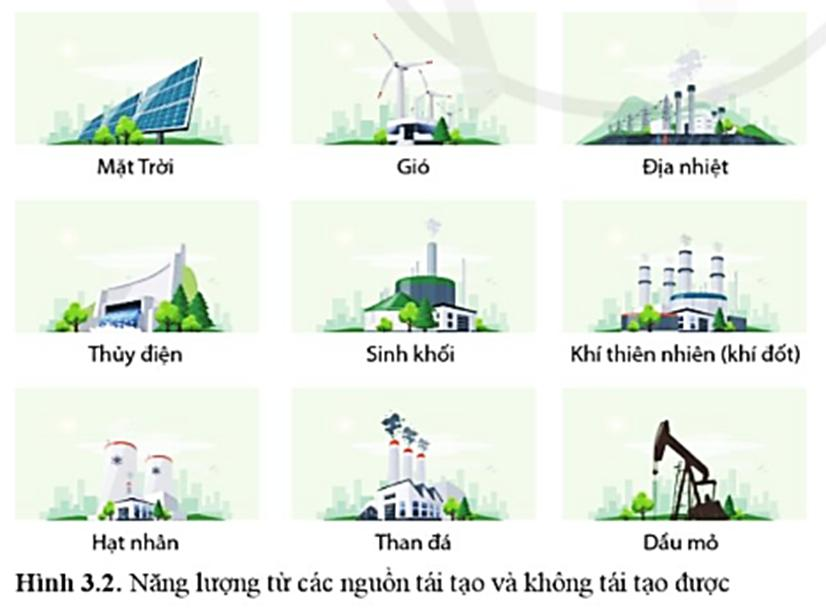 Mặt Trời
Gió
Địa nhiệt
Thủy điện
Sinh khối
Khí thiên nhiên (khí đốt)
Hạt nhân
Than đá
Dầu mỏ
Hình 3.2. Năng lượng từ các nguồn tái tạo và không tái tạo được